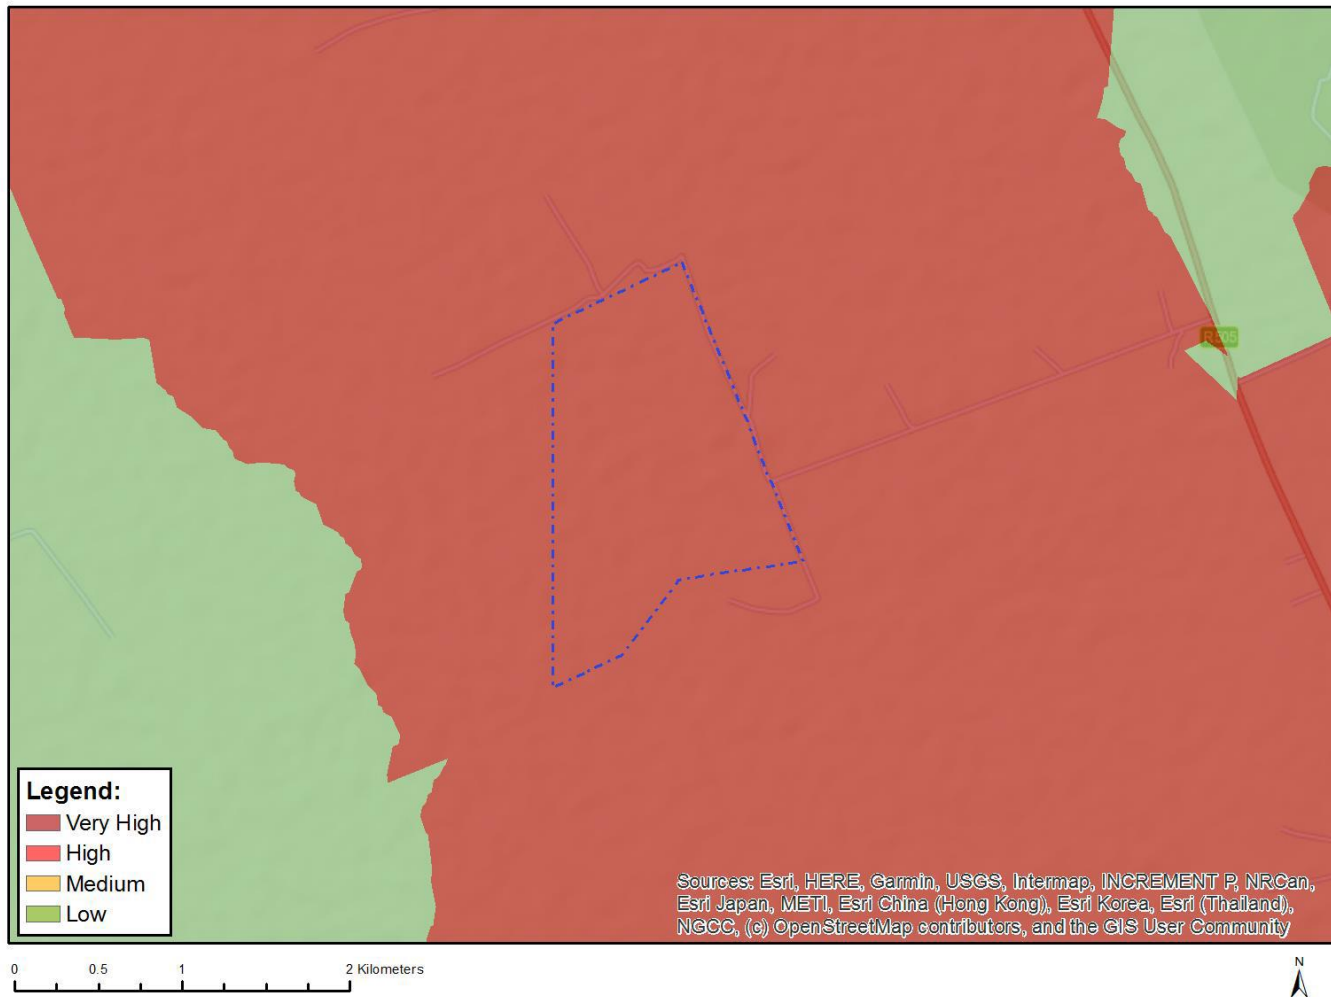 R505
Legend:
Very High
High
Medium
Low
Sources: Esri, HERE, Garmin, USGS, Intermap, INCREMENT P, NRCan,
Esri Japan, METI, Esri China (Hong Kong), Esri Korea, Esri (Thailand),
NGCC, (c) OpenStreetMap contributors, and the GIS User Community
0 0.5 1 2 Kilometers
N